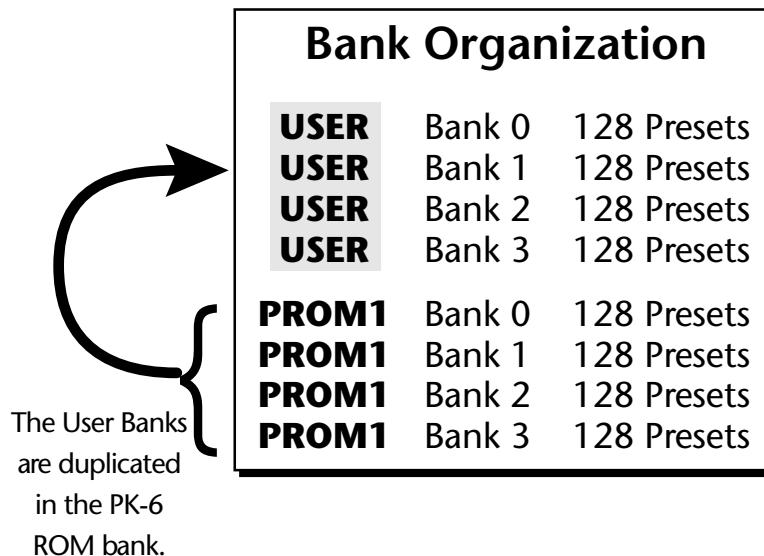 Bank Organization
USER Bank 0 128 Presets
USER Bank 1 128 Presets
USER Bank 2 128 Presets
USER Bank 3 128 Presets
PROM1 Bank 0 128 Presets
PROM1 Bank 1 128 Presets
PROM1 Bank 2 128 Presets
PROM1 Bank 3 128 Presets
The User Banks
are duplicated
in the PK-6
ROM bank.